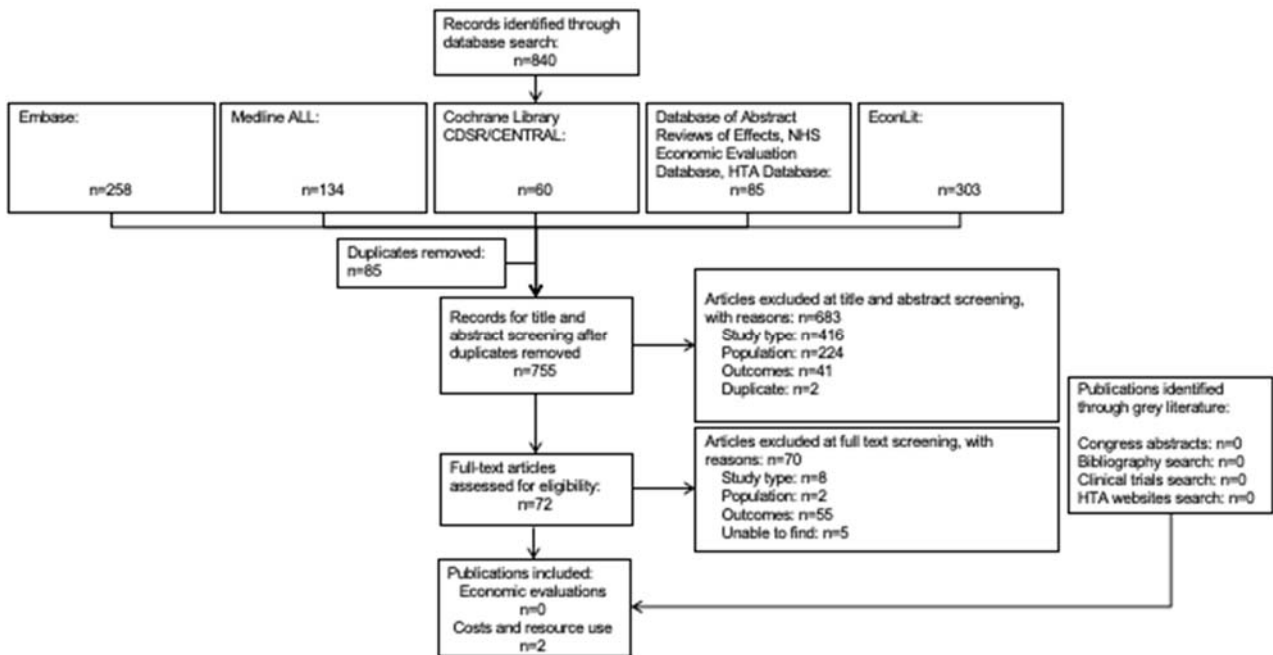 Records identified through
database search:
n=840
Embase:
n=258
Medline ALL:
n=134
Cochrane Library
CDSR/CENTRAL:
n=60
Database of Abstract
Reviews of Effects, NHS
Economic Evaluation
Database, HTA Database:
n=85
EconLit:
n=303
Duplicates removed:
n=85
Records for title and
abstract screening after
duplicates removed
n=755
Articles excluded at title and abstract screening,
with reasons: n=683
Study type: n=416
Population: n=224
Outcomes: n=41
Duplicate: n=2
Full-text articles
assessed for eligibility:
n=72
Articles excluded at full text screening, with
reasons: n=70
Study type: n=8
Population: n=2
Outcomes: n=55
Unable to find: n=5
Publications identified
through grey literature:
Congress abstracts: n=0
Bibliography search: n=0
Clinical trials search: n=0
HTA websites search: n=0
Publications included:
Economic evaluations
n=0
Costs and resource use
n=2